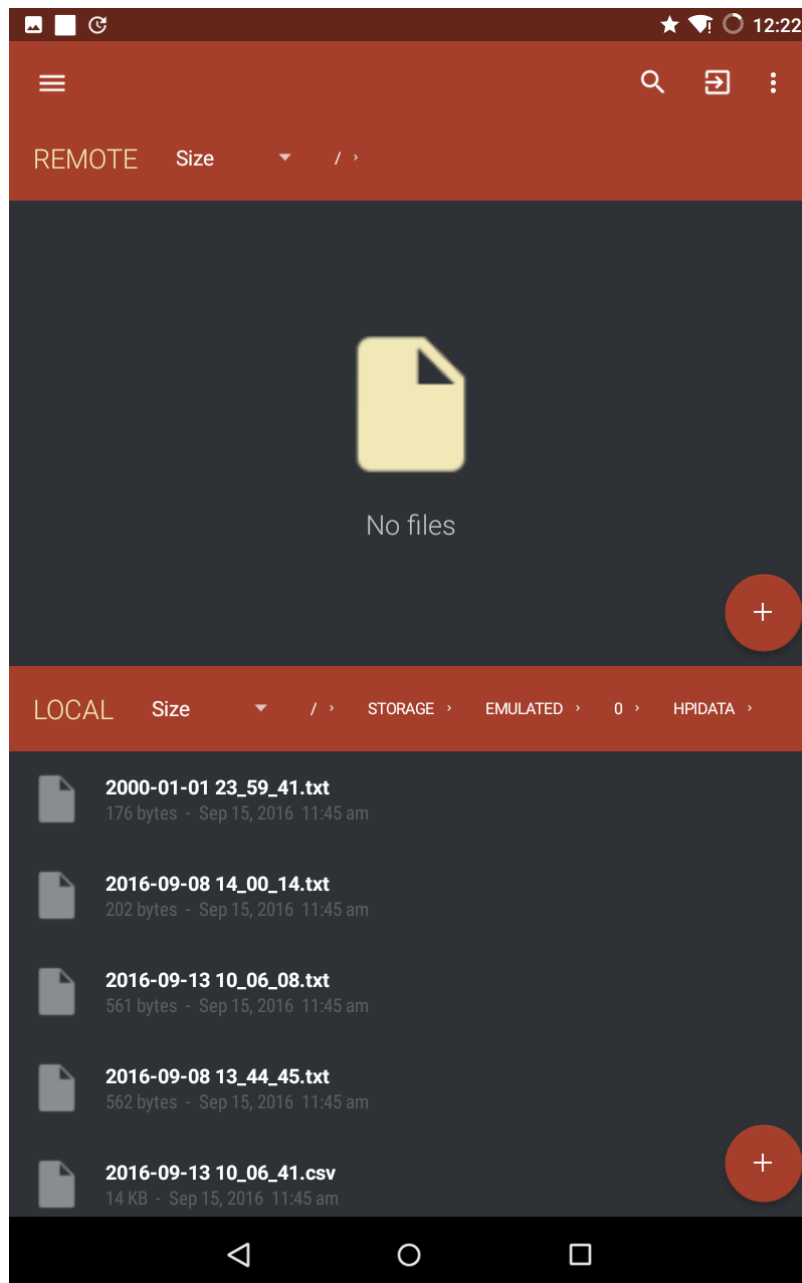 12:22
REMOTE Size / ›
No files
+
LOCAL Size / › STORAGE › EMULATED › 0 › HPIDATA ›
2000-01-01 23_59_41.txt
176 bytes - Sep 15, 2016 11:45 am
2016-09-08 14_00_14.txt
202 bytes - Sep 15, 2016 11:45 am
2016-09-13 10_06_08.txt
561 bytes - Sep 15, 2016 11:45 am
2016-09-08 13_44_45.txt
562 bytes - Sep 15, 2016 11:45 am
2016-09-13 10_06_41.csv
14 KB - Sep 15, 2016 11:45 am
+